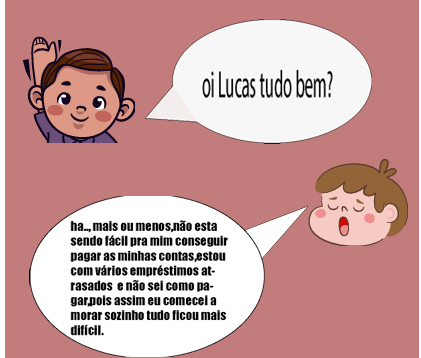 oi Lucas tudo bem?
ha.., mais ou menos,não esta
sendo fácil pra mim conseguir
pagar as minhas contas,estou
com vários empréstimos at-
rasados e não sei como pa-
gar,pois assim eu comecei a
morar sozinho tudo ficou mais
difícil.